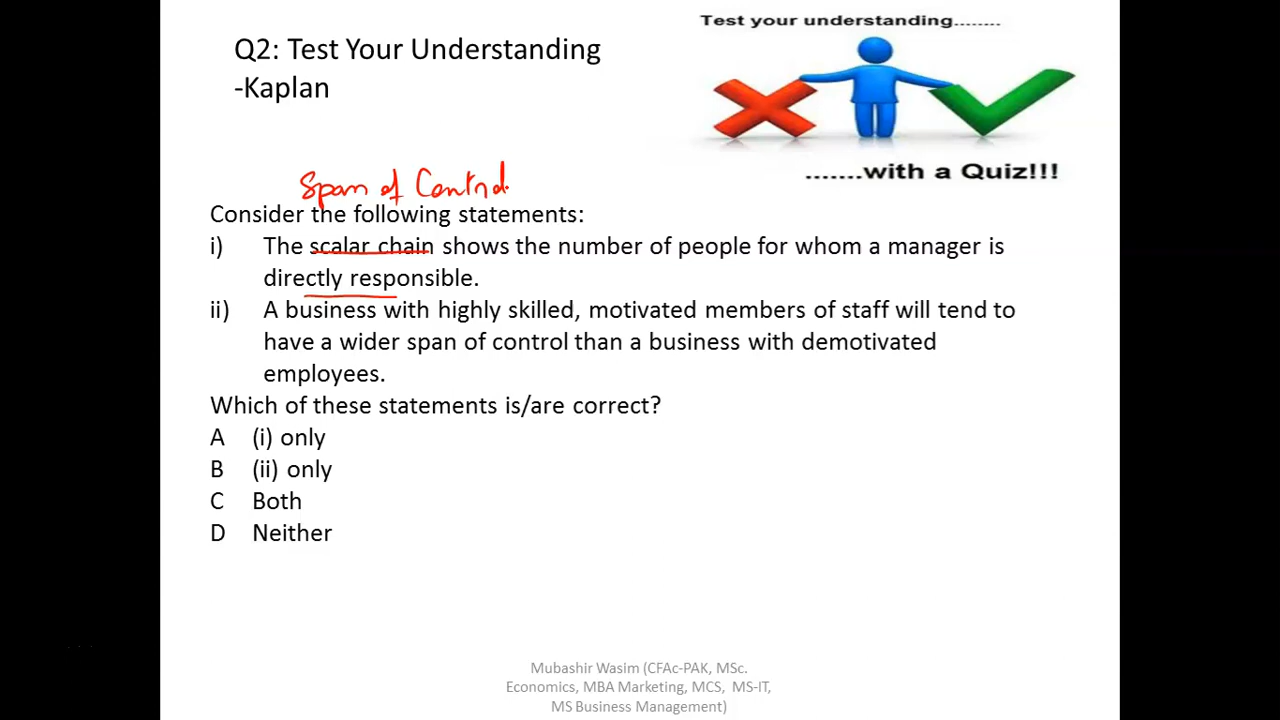 Test your understanding........
Q2: Test Your Understanding
-Kaplan
.......with a Quiz!!!
Span of Control
Consider the following statements:
i) The scalar chain shows the number of people for whom a manager is
directly responsible.
ii) A business with highly skilled, motivated members of staff will tend to
have a wider span of control than a business with demotivated
employees.
Which of these statements is/are correct?
A (i) only
B (ii) only
C Both
D Neither
Mubashir Wasim (CFAc-PAK, MSc.
Economics, MBA Marketing, MCS, MS-IT,
MS Business Management)